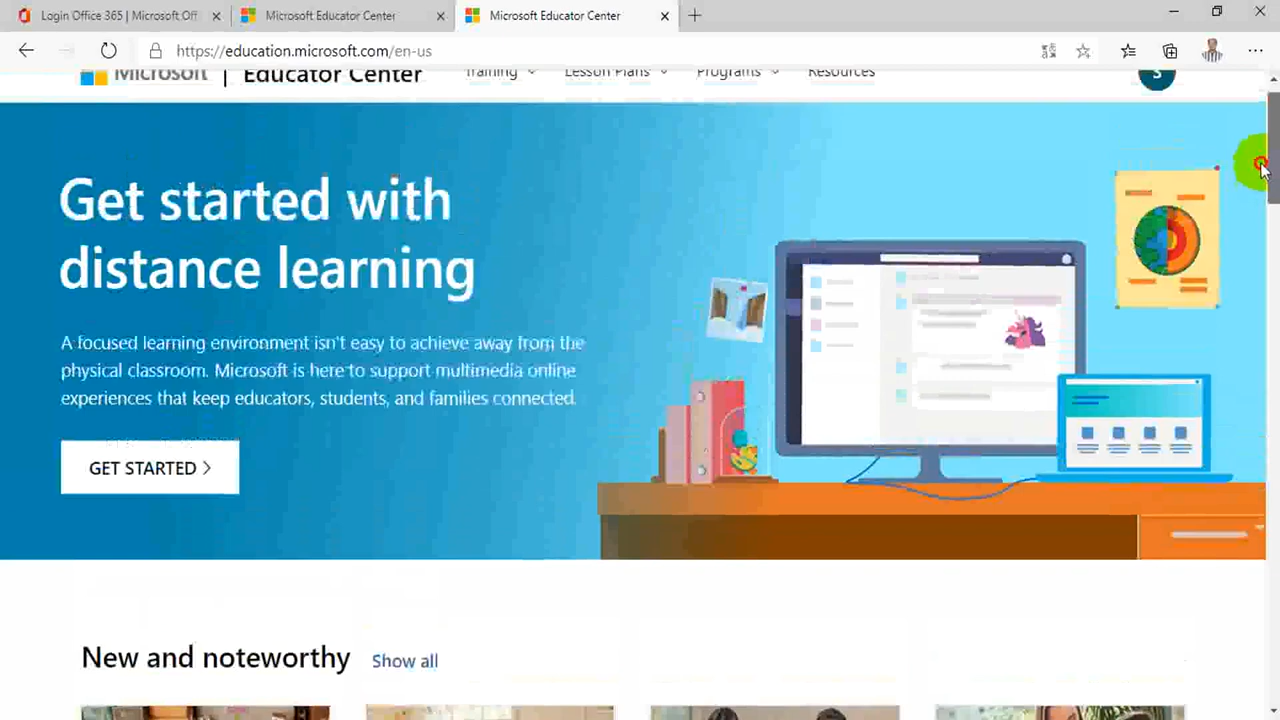 Login Office 365 | Microsoft Off
Microsoft Educator Center
Microsoft Educator Center
https://education.microsoft.com/en-us
Microsoft | Educator Center
Training
Lesson Plans
Programs
Resources
S
Get started with
distance learning
A focused learning environment isn't easy to achieve away from the
physical classroom. Microsoft is here to support multimedia online
experiences that keep educators, students, and families connected.
GET STARTED >
New and noteworthy
Show all